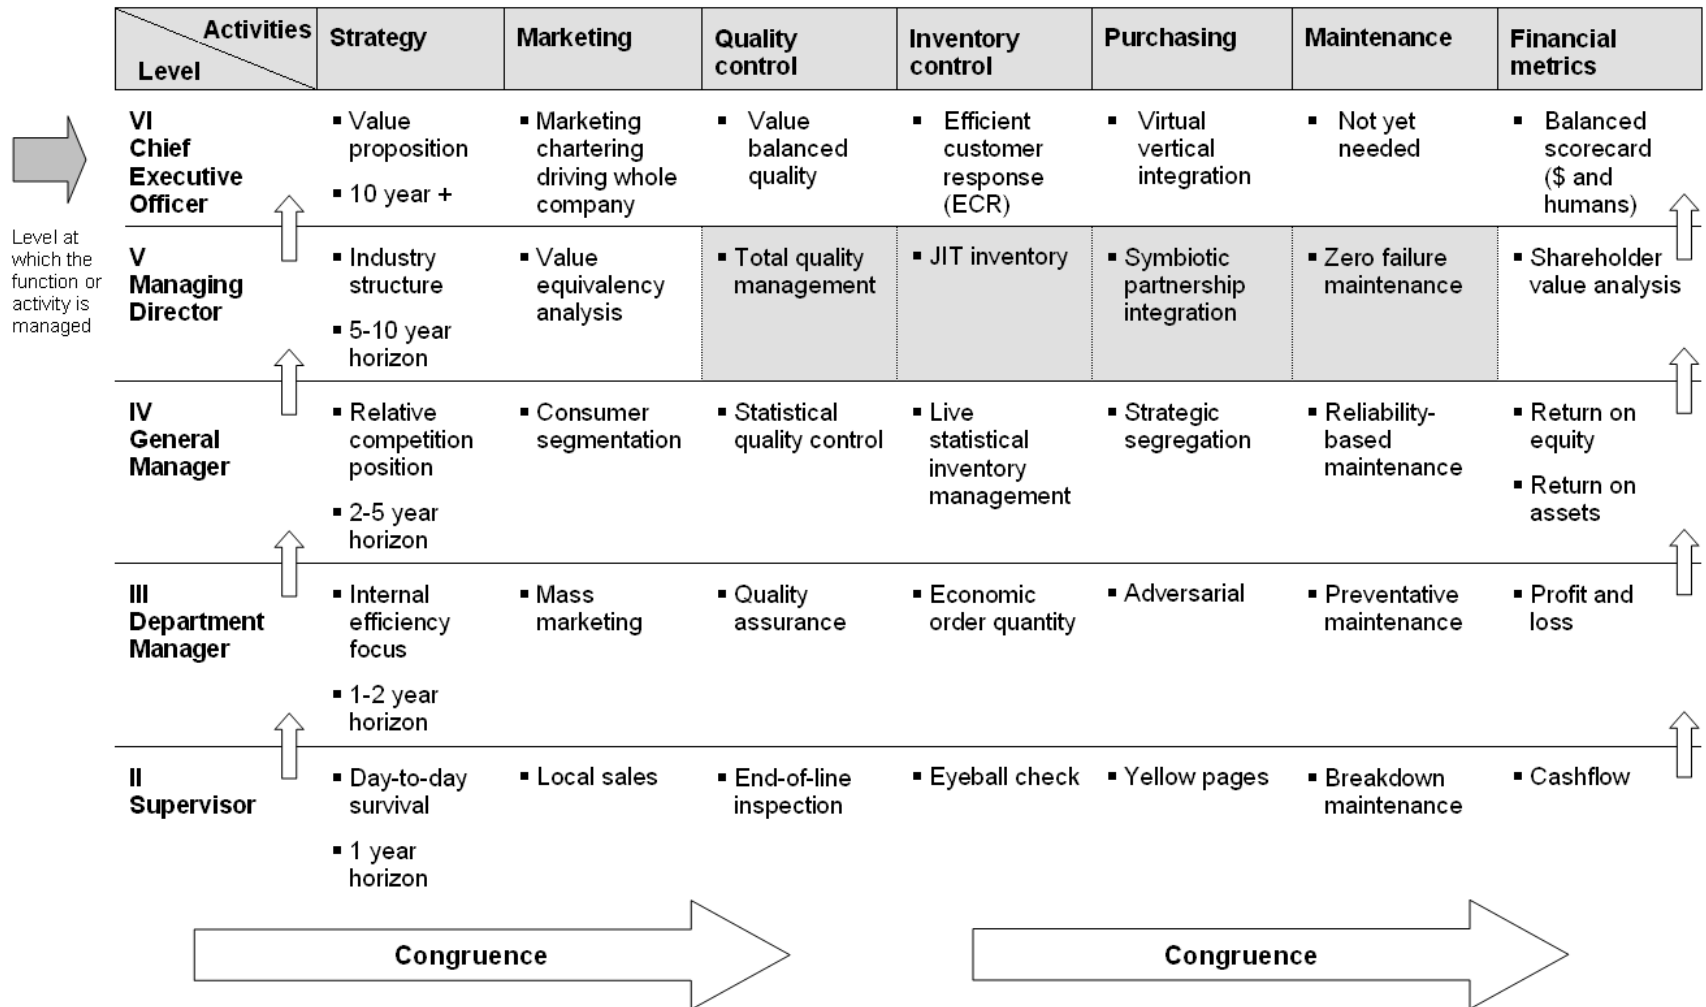 Activities
Level
Strategy
Marketing
Quality
control
Inventory
control
Purchasing
Maintenance
Financial
metrics
Level at
which the
function or
activity is
managed
VI
Chief
Executive
Officer
▪ Value
proposition
▪ 10 year +
▪ Marketing
chartering
driving whole
company
▪ Value
balanced
quality
▪ Efficient
customer
response
(ECR)
▪ Virtual
vertical
integration
▪ Not yet
needed
▪ Balanced
scorecard
($ and
humans)
V
Managing
Director
▪ Industry
structure
▪ 5-10 year
horizon
▪ Value
equivalency
analysis
▪ Total quality
management
▪ JIT inventory
▪ Symbiotic
partnership
integration
▪ Zero failure
maintenance
▪ Shareholder
value analysis
IV
General
Manager
▪ Relative
competition
position
▪ 2-5 year
horizon
▪ Consumer
segmentation
▪ Statistical
quality control
▪ Live
statistical
inventory
management
▪ Strategic
segregation
▪ Reliability-
based
maintenance
▪ Return on
equity
▪ Return on
assets
III
Department
Manager
▪ Internal
efficiency
focus
▪ 1-2 year
horizon
▪ Mass
marketing
▪ Quality
assurance
▪ Economic
order quantity
▪ Adversarial
▪ Preventative
maintenance
▪ Profit and
loss
II
Supervisor
▪ Day-to-day
survival
▪ 1 year
horizon
▪ Local sales
▪ End-of-line
inspection
▪ Eyeball check
▪ Yellow pages
▪ Breakdown
maintenance
▪ Cashflow
Congruence
Congruence